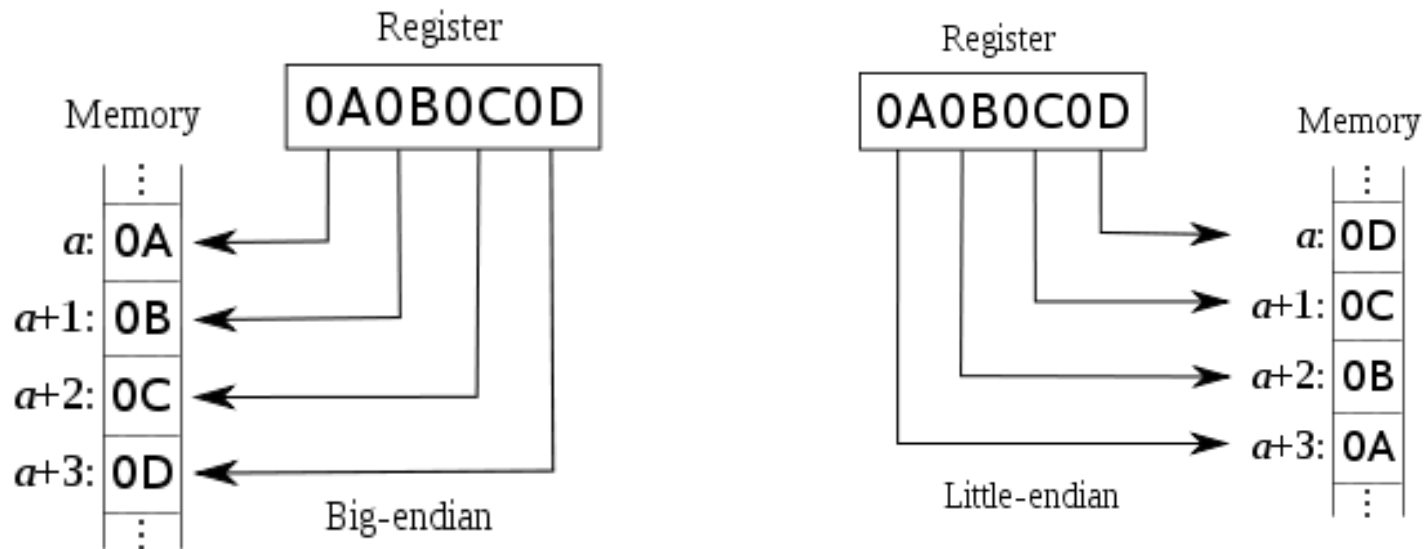 Register
0A0B0C0D
Memory
⋮
a: 0A
a+1: 0B
a+2: 0C
a+3: 0D
⋮
Big-endian
Register
0A0B0C0D
Memory
⋮
a: 0D
a+1: 0C
a+2: 0B
a+3: 0A
⋮
Little-endian